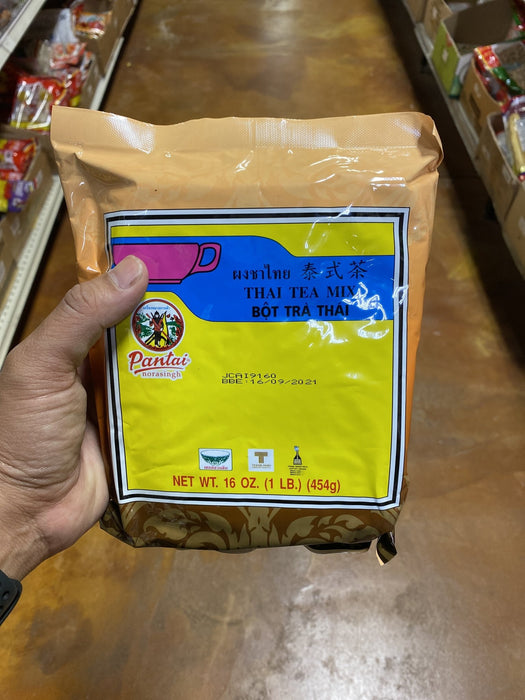 ผงชาไทย 泰式茶
THAI TEA MIX
BỘT TRÀ THÁI
Pantai
norasingh
JCAI9160
BBE:16/09/2021
NET WT. 16 OZ. (1 LB.) (454g)